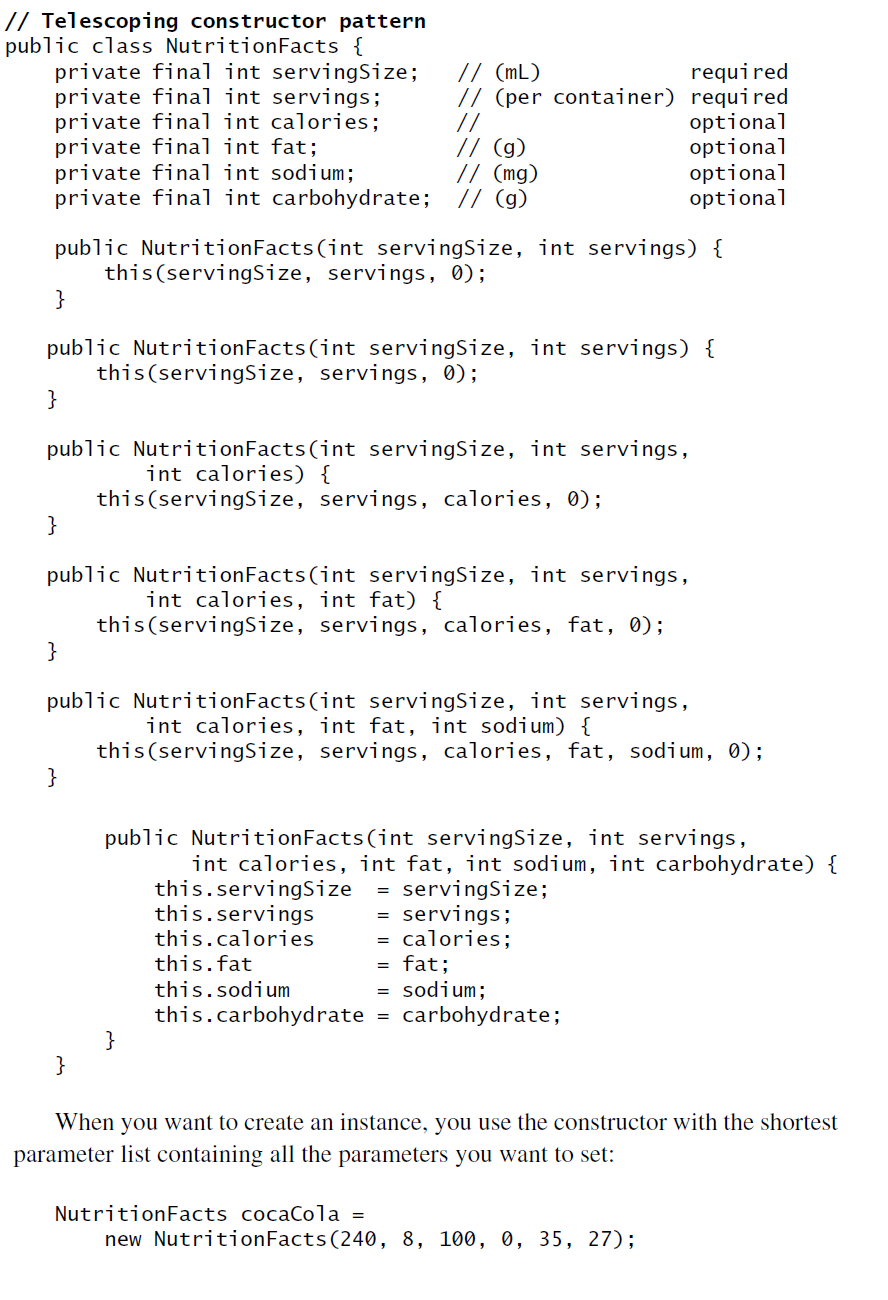 // Telescoping constructor pattern
public class NutritionFacts {
    private final int servingSize;   // (mL)            required
    private final int servings;      // (per container) required
    private final int calories;      //                 optional
    private final int fat;           // (g)             optional
    private final int sodium;        // (mg)            optional
    private final int carbohydrate;  // (g)             optional
    public NutritionFacts(int servingSize, int servings) {
        this(servingSize, servings, 0);
    }
    public NutritionFacts(int servingSize, int servings) {
        this(servingSize, servings, 0);
    }
    public NutritionFacts(int servingSize, int servings,
            int calories) {
        this(servingSize, servings, calories, 0);
    }
    public NutritionFacts(int servingSize, int servings,
            int calories, int fat) {
        this(servingSize, servings, calories, fat, 0);
    }
    public NutritionFacts(int servingSize, int servings,
            int calories, int fat, int sodium) {
        this(servingSize, servings, calories, fat, sodium, 0);
    }
        public NutritionFacts(int servingSize, int servings,
               int calories, int fat, int sodium, int carbohydrate) {
            this.servingSize  = servingSize;
            this.servings     = servings;
            this.calories     = calories;
            this.fat          = fat;
            this.sodium       = sodium;
            this.carbohydrate = carbohydrate;
        }
    }
When you want to create an instance, you use the constructor with the shortest
parameter list containing all the parameters you want to set:
    NutritionFacts cocaCola =
        new NutritionFacts(240, 8, 100, 0, 35, 27);